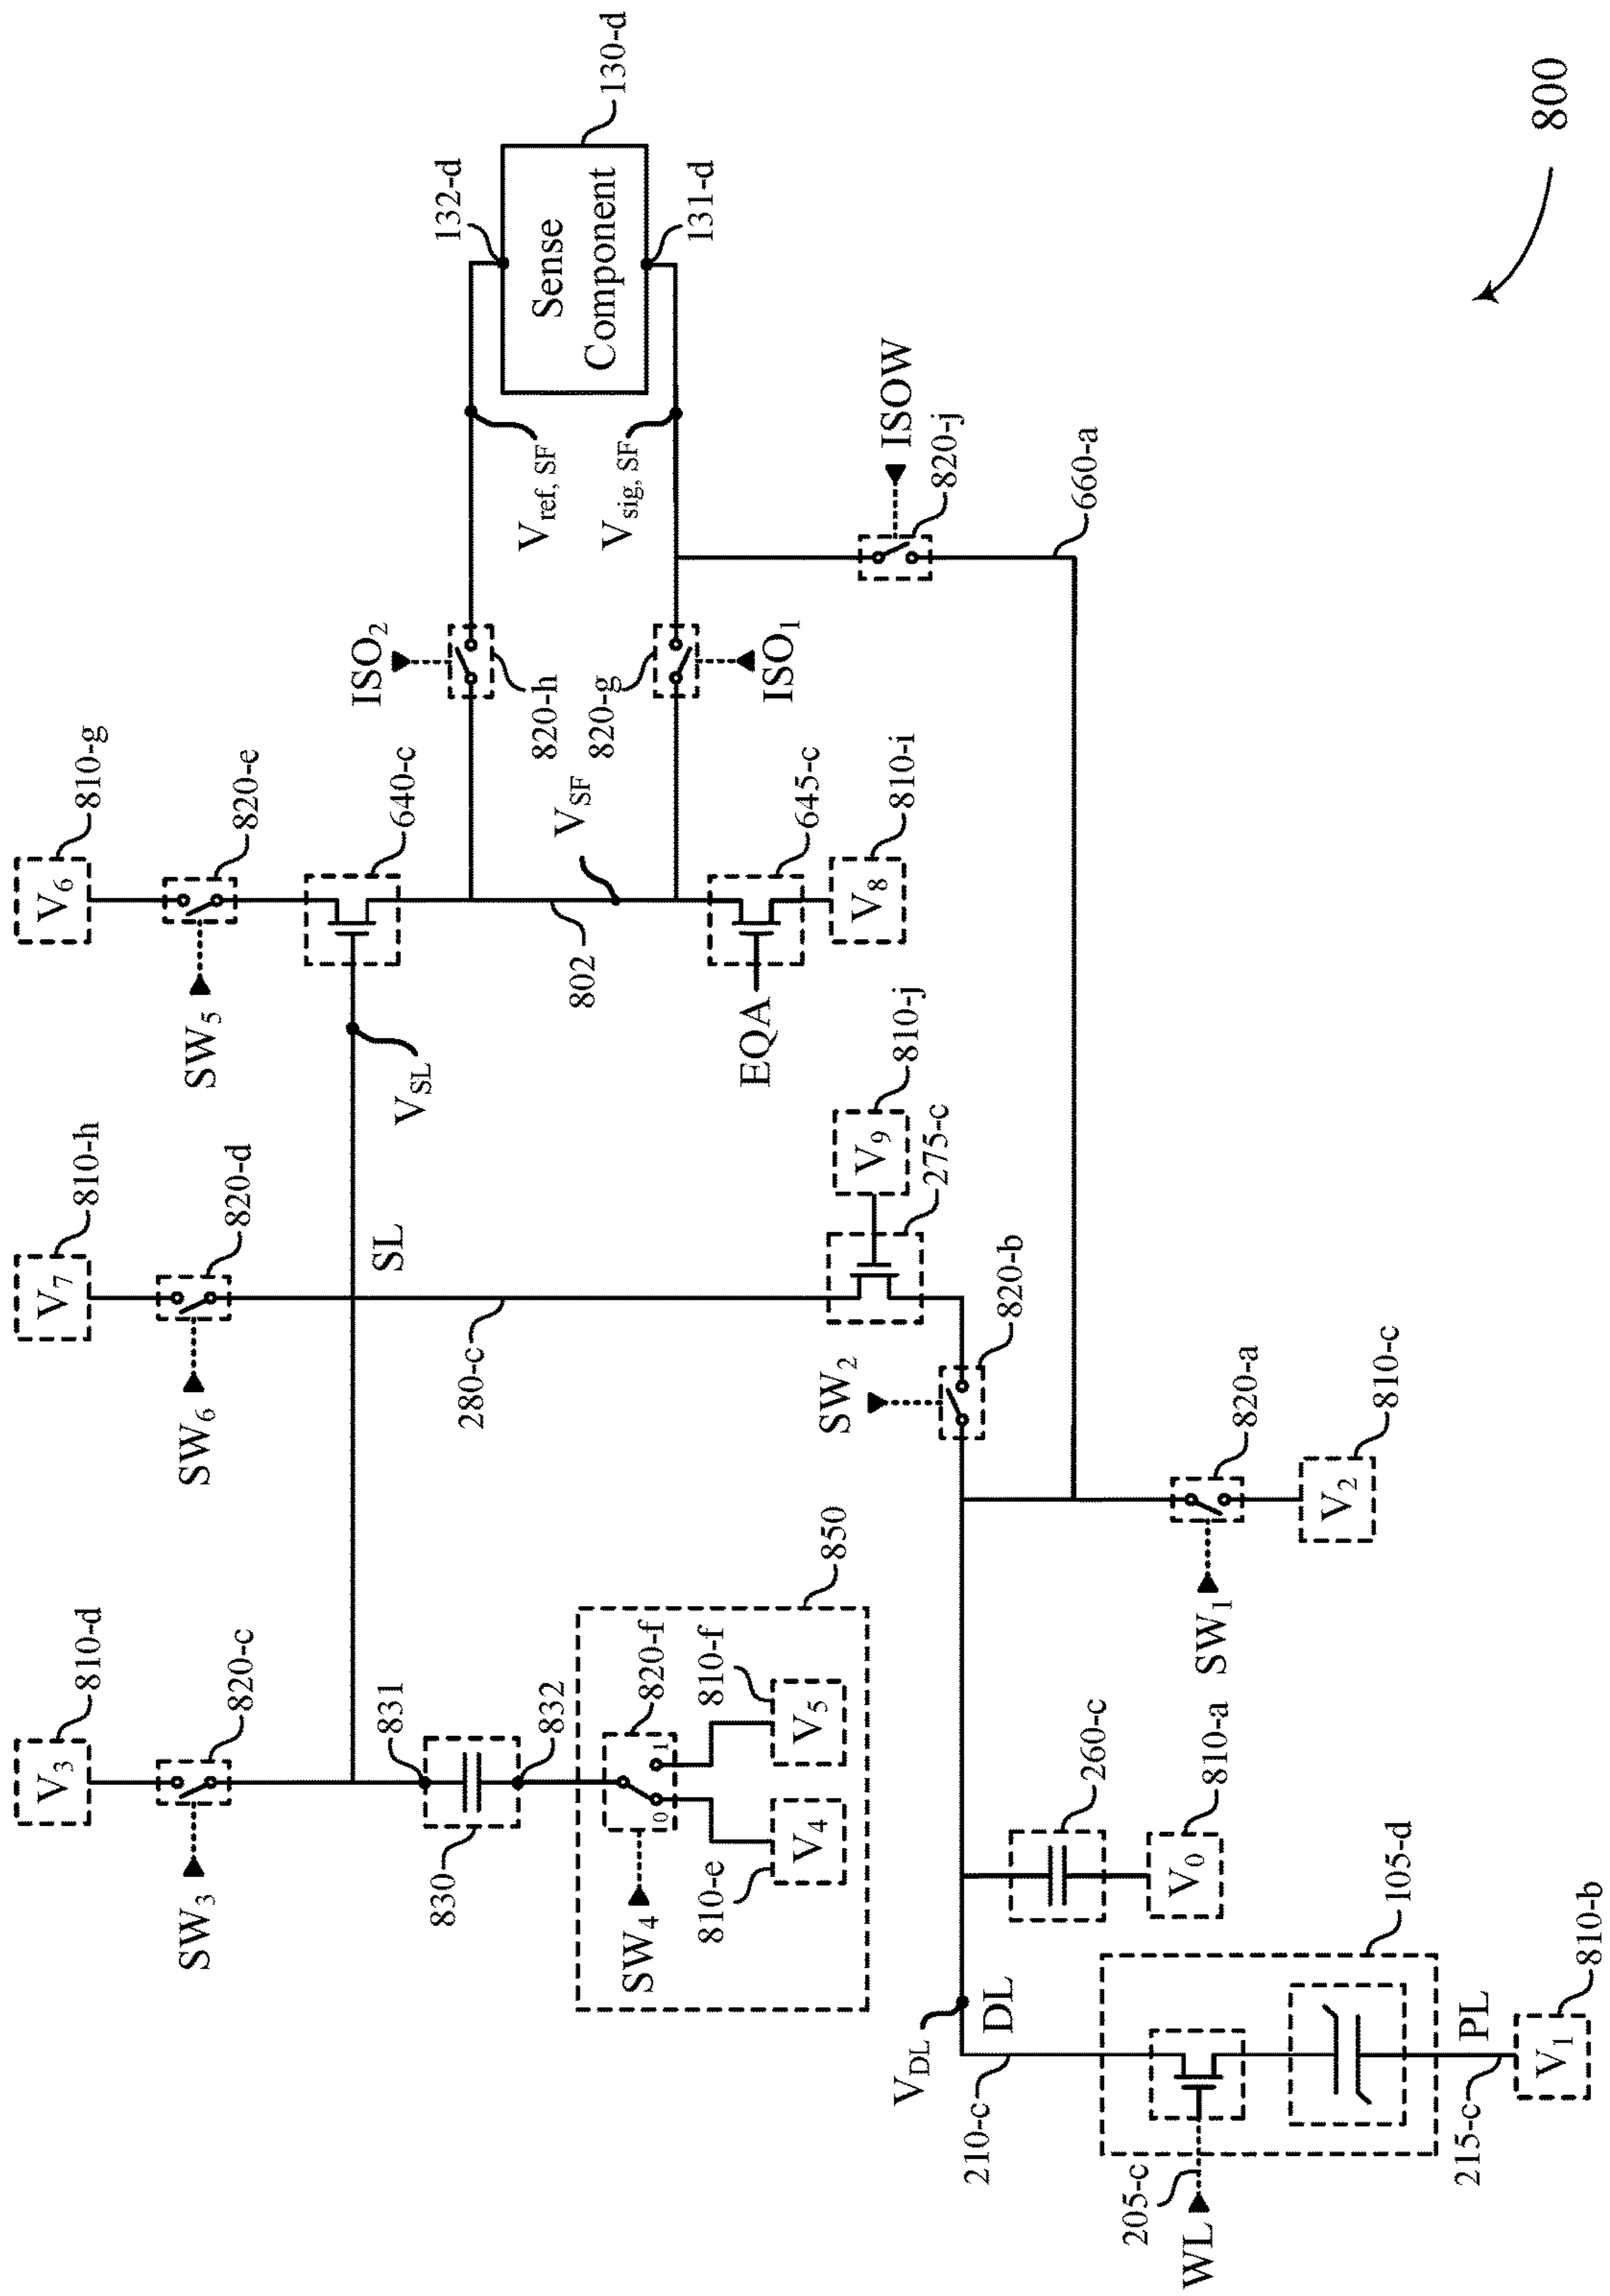 V3
810-d
SW3
820-c
V7
810-h
SW6
820-d
V6
810-g
SW5
820-e
831
830
832
SL
280-c
VSL
640-c
850
SW4
820-f
0
1
810-e
V4
810-f
V5
802
VSF
ISO2
820-h
820-g
ISO1
Vref, SF
Vsig, SF
132-d
Sense
Component
131-d
130-d
EQA
645-c
V8
810-i
V9
810-j
275-c
SW2
820-b
ISOW
820-j
660-a
VDL
DL
210-c
260-c
V0
810-a
SW1
820-a
V2
810-c
205-c
WL
105-d
PL
215-c
V1
810-b
800